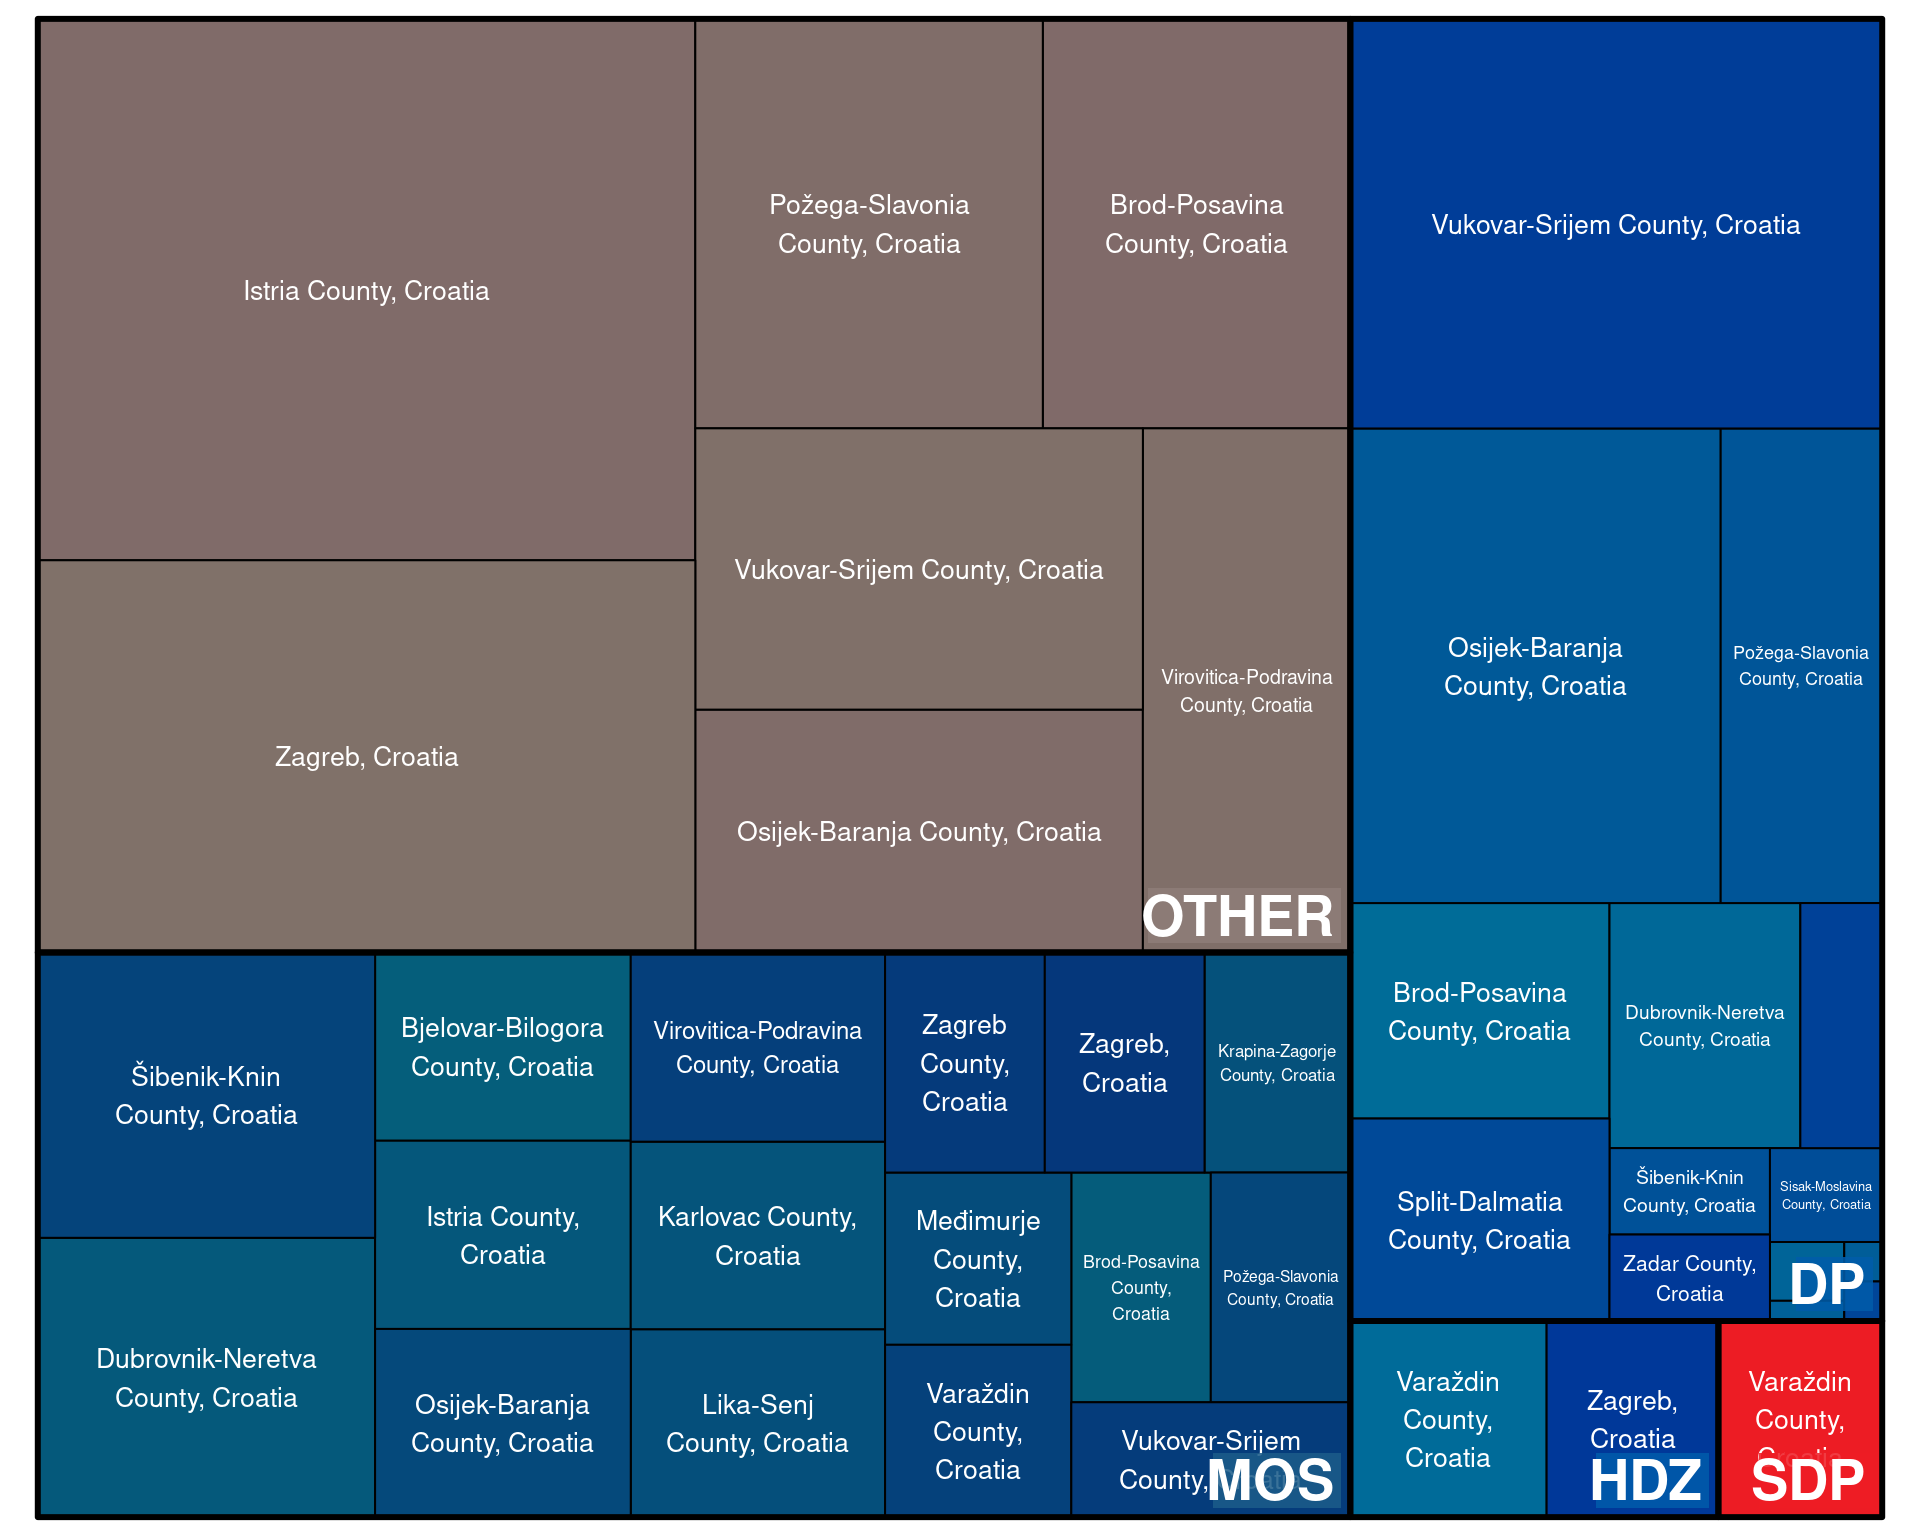 Istria County, Croatia
Požega-Slavonia
County, Croatia
Brod-Posavina
County, Croatia
Vukovar-Srijem County, Croatia
Zagreb, Croatia
Vukovar-Srijem County, Croatia
Osijek-Baranja County, Croatia
Virovitica-Podravina
County, Croatia
OTHER
Osijek-Baranja
County, Croatia
Požega-Slavonia
County, Croatia
Brod-Posavina
County, Croatia
Dubrovnik-Neretva
County, Croatia
Split-Dalmatia
County, Croatia
Šibenik-Knin
County, Croatia
Sisak-Moslavina
County, Croatia
Zadar County,
Croatia
DP
Šibenik-Knin
County, Croatia
Dubrovnik-Neretva
County, Croatia
Bjelovar-Bilogora
County, Croatia
Istria County,
Croatia
Osijek-Baranja
County, Croatia
Virovitica-Podravina
County, Croatia
Karlovac County,
Croatia
Lika-Senj
County, Croatia
Zagreb
County,
Croatia
Zagreb,
Croatia
Krapina-Zagorje
County, Croatia
Međimurje
County,
Croatia
Brod-Posavina
County,
Croatia
Požega-Slavonia
County, Croatia
Varaždin
County,
Croatia
Vukovar-Srijem
County, Croatia
MOS
Varaždin
County,
Croatia
Zagreb,
Croatia
HDZ
Varaždin
County,
Croatia
SDP